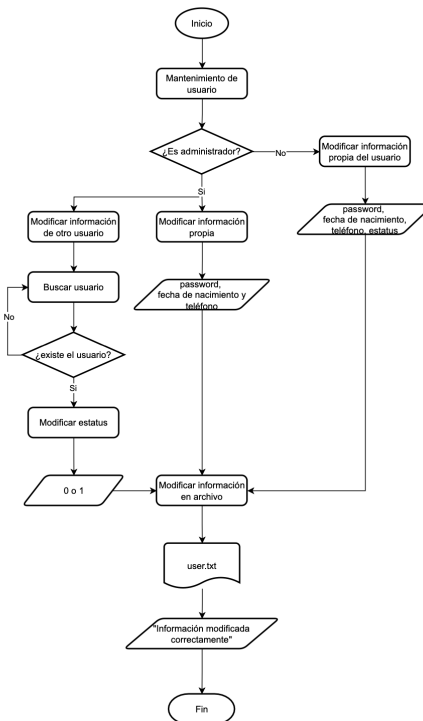 Inicio
Mantenimiento de
usuario
¿Es administrador?
No
Modificar información
propia del usuario
Si
password,
fecha de nacimiento,
teléfono, estatus
Modificar información
de otro usuario
Modificar información
propia
Buscar usuario
password,
fecha de nacimiento y
teléfono
No
¿existe el usuario?
Si
Modificar estatus
0 o 1
Modificar información
en archivo
user.txt
"Información modificada
correctamente"
Fin